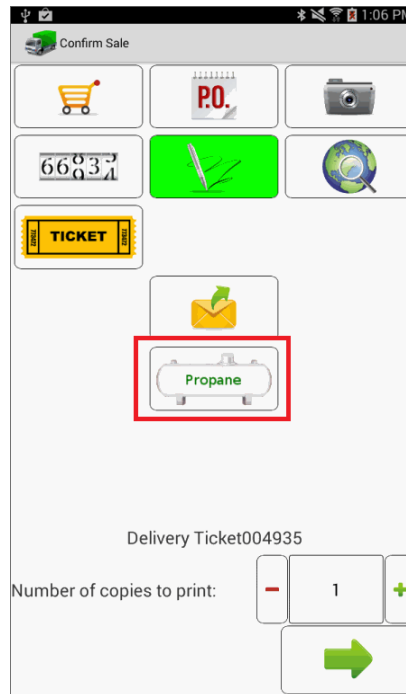 1:06 PM
Confirm Sale
P.O.
TICKET
Propane
Delivery Ticket004935
Number of copies to print:
1